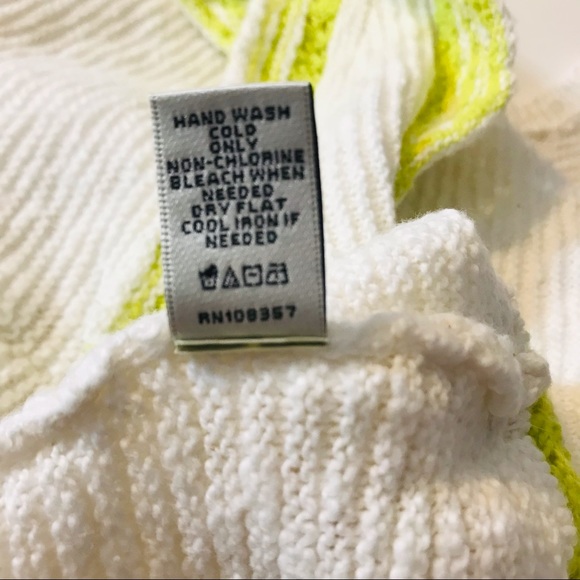 HAND WASH
COLD
ONLY
NON-CHLORINE
BLEACH WHEN
NEEDED
DRY FLAT
COOL IRON IF
NEEDED
RN108357